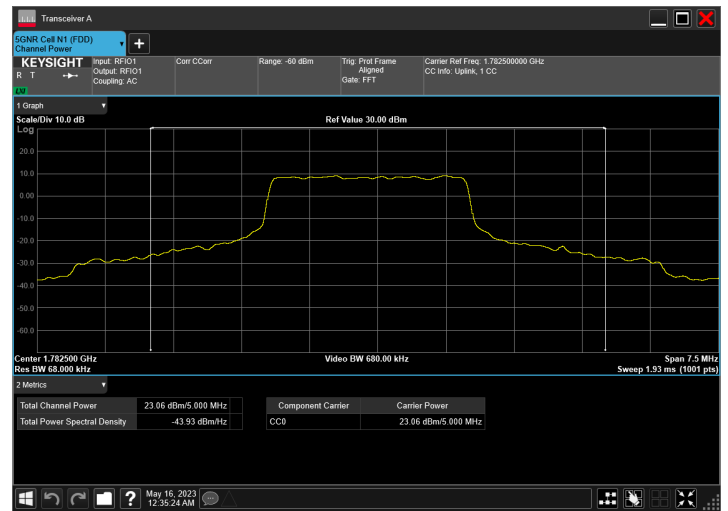 Transceiver A
5GNR Cell N1 (FDD)
Channel Power
KEYSIGHT
R T
LXI
Input: RFIO1
Output: RFIO1
Coupling: AC
Corr CCorr
Range: -60 dBm
Trig: Prot Frame
Aligned
Gate: FFT
Carrier Ref Freq: 1.782500000 GHz
CC Info: Uplink, 1 CC
1 Graph
Scale/Div 10.0 dB
Ref Value 30.00 dBm
Log
20.0
10.0
0.00
-10.0
-20.0
-30.0
-40.0
-50.0
-60.0
Center 1.782500 GHz
Video BW 680.00 kHz
Span 7.5 MHz
Res BW 68.000 kHz
Sweep 1.93 ms (1001 pts)
2 Metrics
Total Channel Power 23.06 dBm/5.000 MHz
Total Power Spectral Density -43.93 dBm/Hz
Component Carrier Carrier Power
CC0 23.06 dBm/5.000 MHz
May 16, 2023
12:35:24 AM